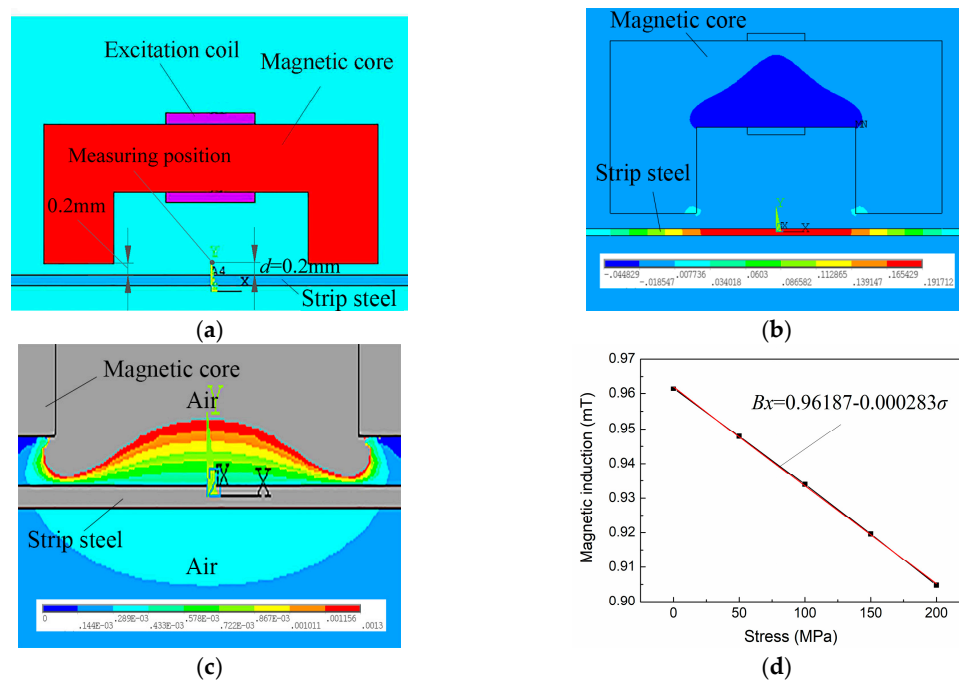 Excitation coil
Magnetic core
Measuring position
0.2mm
Y
A4
X
d=0.2mm
Strip steel
(a)
Magnetic core
Strip steel
Y
X X
-.044829 .007736 .0603 .112865 .165429
-.018547 .034018 .086582 .139147 .191712
(b)
Magnetic core
Air
Y
X X
Strip steel
Air
0 .289E-03 .578E-03 .867E-03 .001156
.144E-03 .433E-03 .722E-03 .001011 .0013
(c)
0.97
0.96
0.95
0.94
0.93
0.92
0.91
0.90
Magnetic induction (mT)
Bx=0.96187-0.000283σ
0 50 100 150 200
Stress (MPa)
(d)